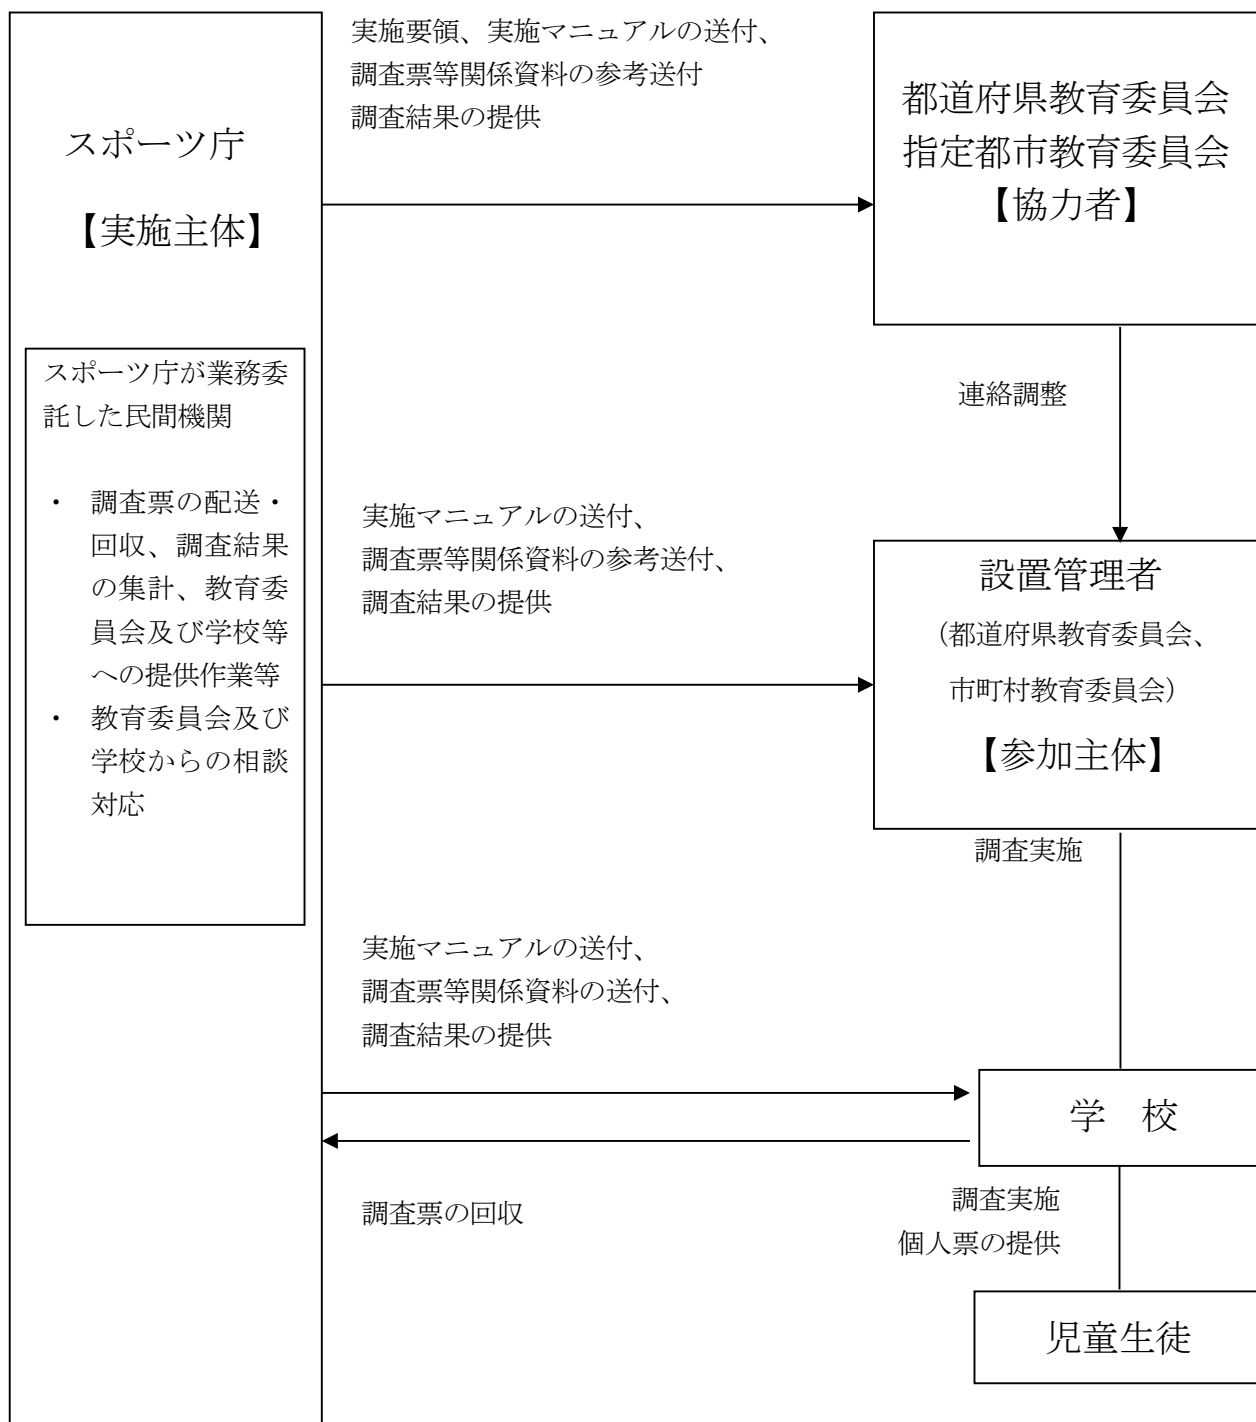 スポーツ庁
【実施主体】
スポーツ庁が業務委
託した民間機関
・ 調査票の配送・
回収、調査結果
の集計、教育委
員会及び学校等
への提供作業等
・ 教育委員会及び
学校からの相談
対応
実施要領、実施マニュアルの送付、
調査票等関係資料の参考送付
調査結果の提供
都道府県教育委員会
指定都市教育委員会
【協力者】
連絡調整
実施マニュアルの送付、
調査票等関係資料の参考送付、
調査結果の提供
設置管理者
（都道府県教育委員会、
市町村教育委員会）
【参加主体】
調査実施
実施マニュアルの送付、
調査票等関係資料の送付、
調査結果の提供
学　校
調査票の回収
調査実施
個人票の提供
児童生徒